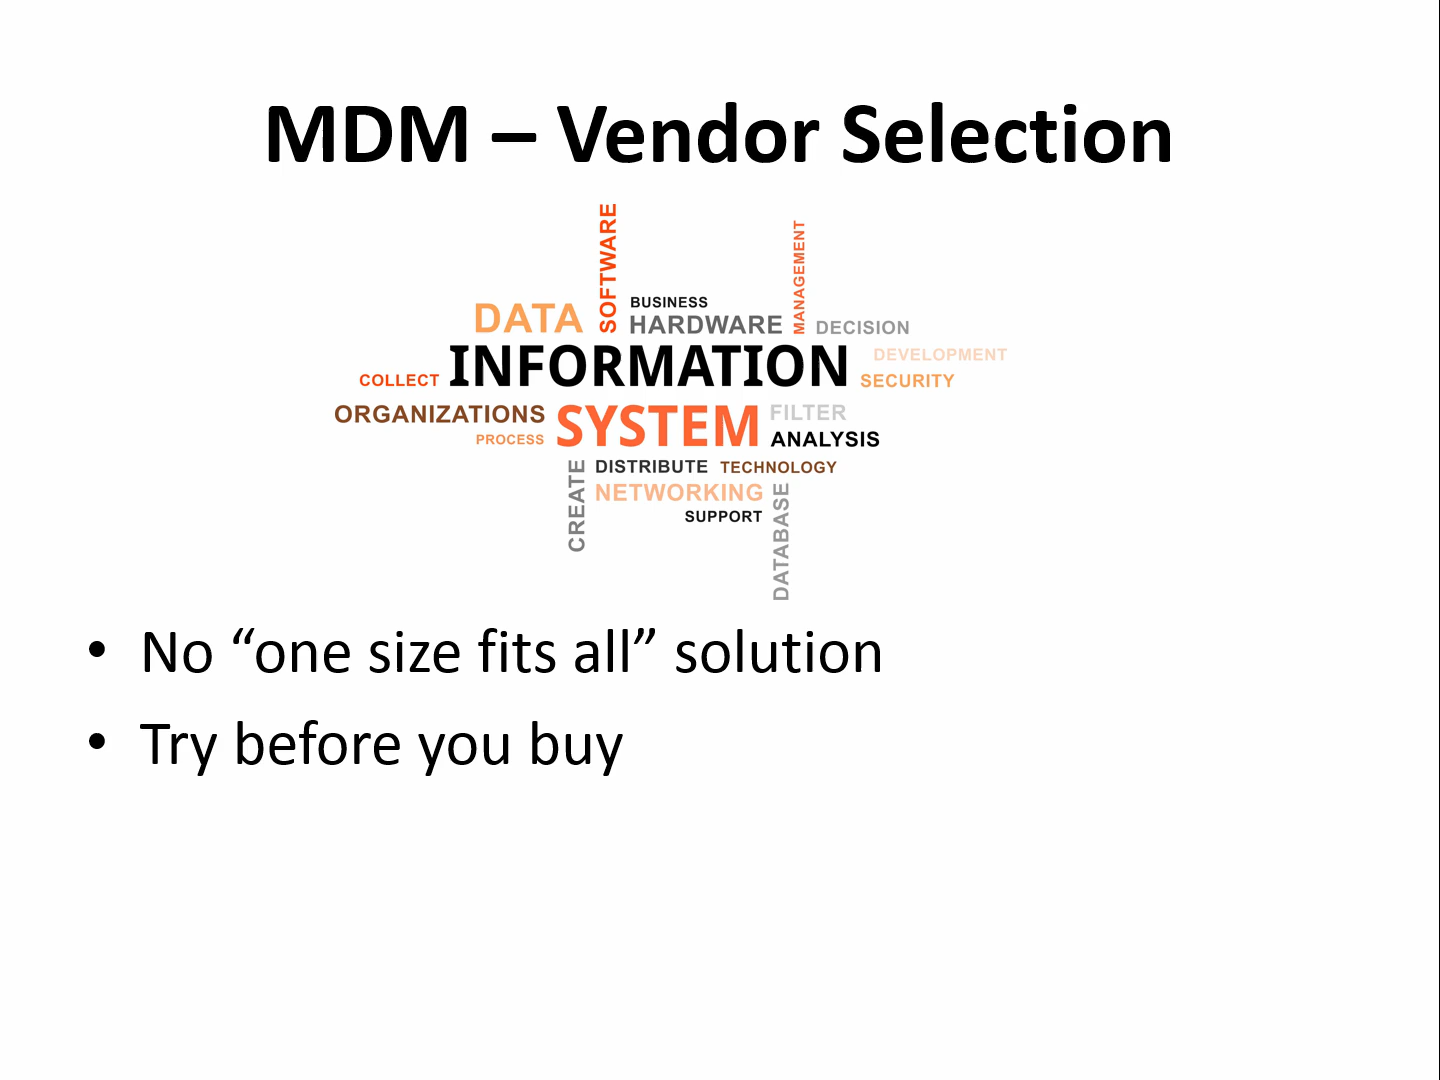 MDM – Vendor Selection
SOFTWARE
MANAGEMENT
DATA
BUSINESS
HARDWARE
DECISION
INFORMATION
DEVELOPMENT
COLLECT
SECURITY
ORGANIZATIONS
SYSTEM
FILTER
PROCESS
ANALYSIS
CREATE
DISTRIBUTE
TECHNOLOGY
NETWORKING
DATABASE
SUPPORT
• No “one size fits all” solution
• Try before you buy